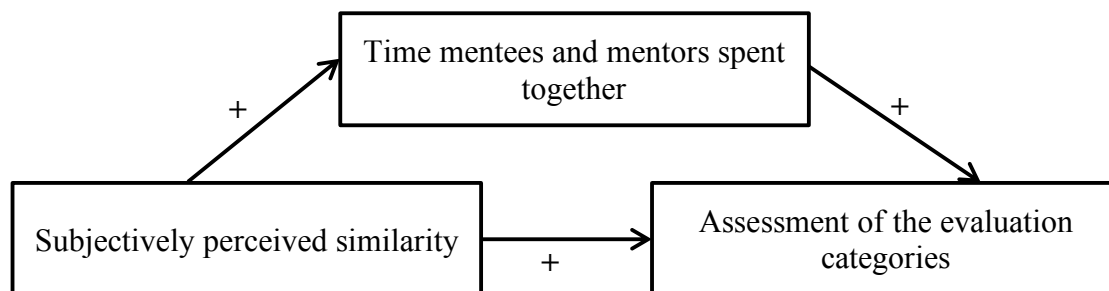 Time mentees and mentors spent
together
+
+
Subjectively perceived similarity
+
Assessment of the evaluation
categories